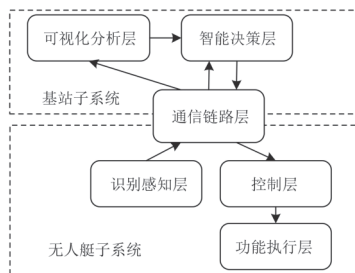 可视化分析层
智能决策层
基站子系统
通信链路层
识别感知层
控制层
无人艇子系统
功能执行层